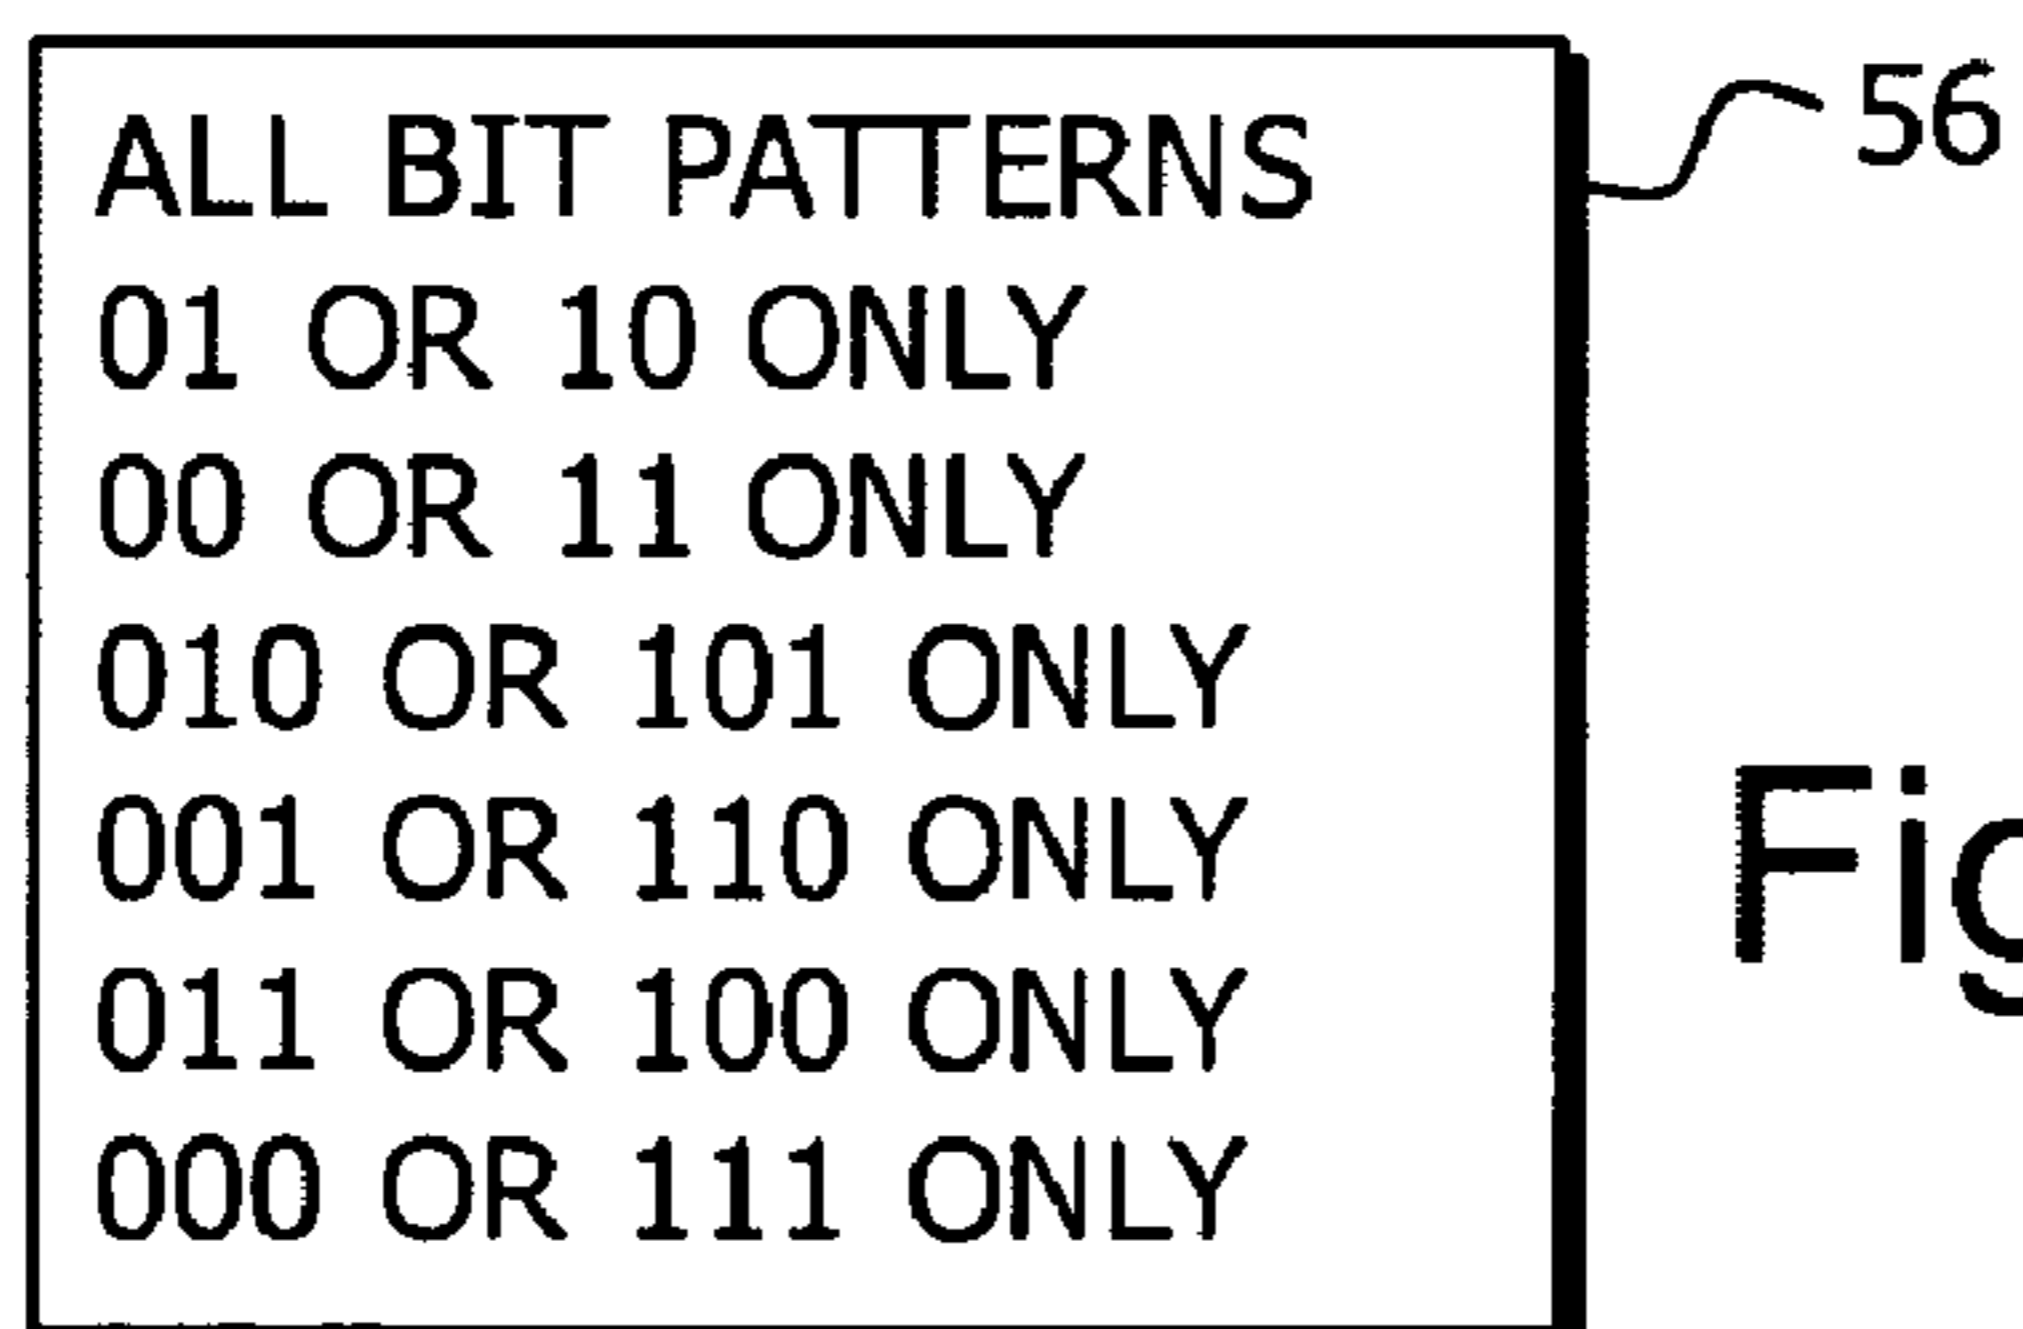 ALL BIT PATTERNS
56
01 OR 10 ONLY
00 OR 11 ONLY
010 OR 101 ONLY
001 OR 110 ONLY
011 OR 100 ONLY
000 OR 111 ONLY